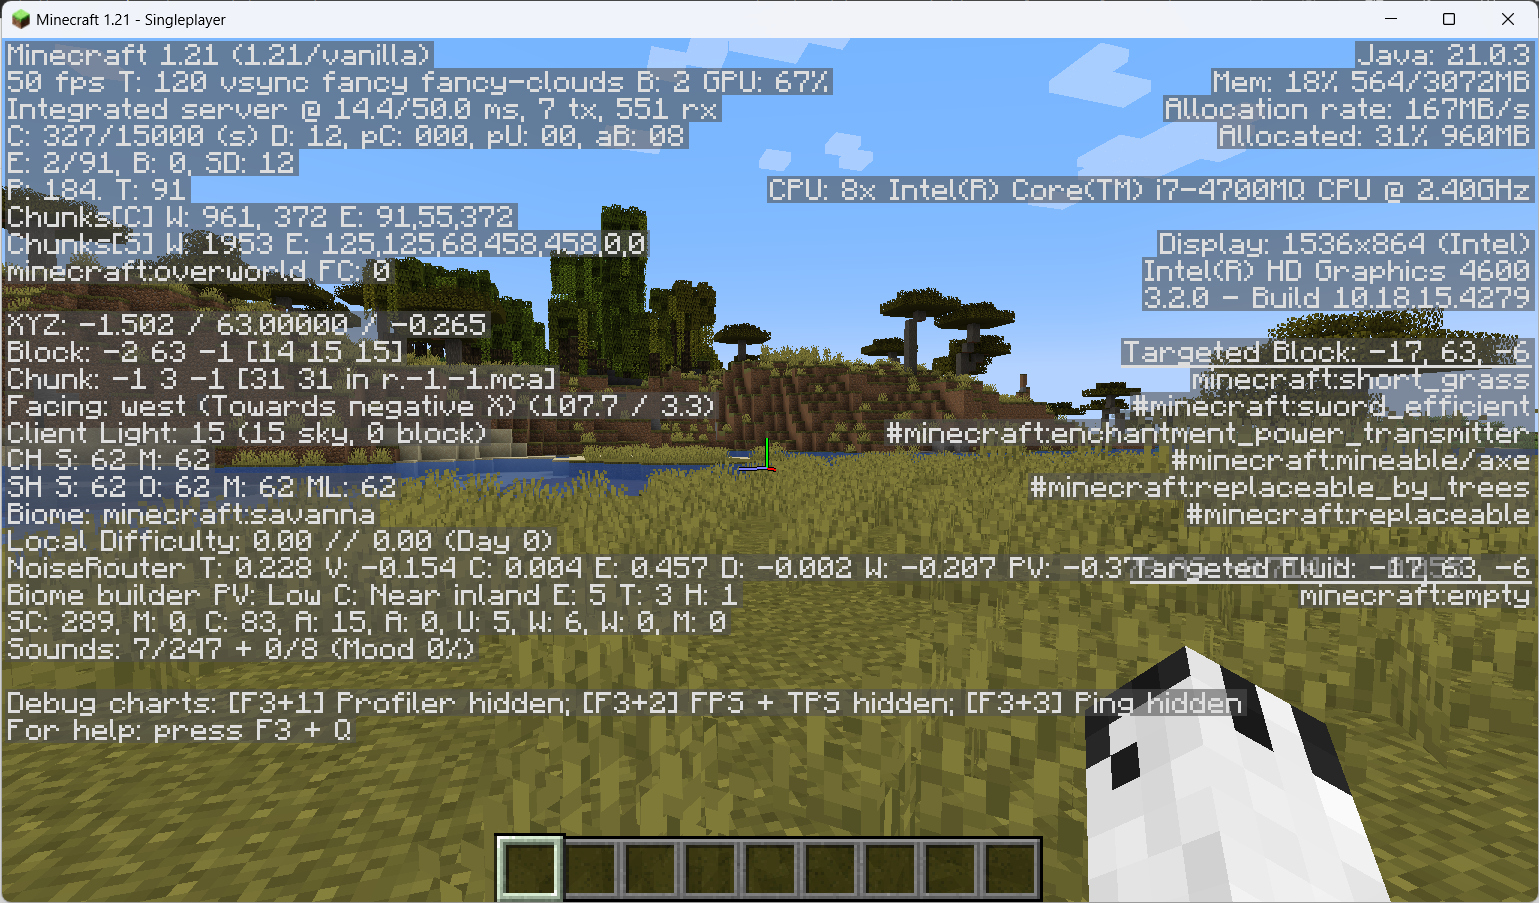 Minecraft 1.21 - Singleplayer
Minecraft 1.21 (1.21/vanilla)
50 fps T: 120 vsync fancy fancy-clouds B: 2 GPU: 67%
Integrated server @ 14.4/50.0 ms, 7 tx, 551 rx
C: 327/15000 (s) D: 12, pC: 000, pU: 00, aB: 08
E: 2/91, B: 0, SD: 12
P: 184. T: 91
Chunks[C] W: 961, 372 E: 91,55,372
Chunks[S] W: 1953 E: 125,125,68,458,458,0,0
minecraft:overworld FC: 0
XYZ: -1.502 / 63.00000 / -0.265
Block: -2 63 -1 [14 15 15]
Chunk: -1 3 -1 [31 31 in r.-1.-1.mca]
Facing: west (Towards negative X) (107.7 / 3.3)
Client Light: 15 (15 sky, 0 block)
CH S: 62 M: 62
SH S: 62 O: 62 M: 62 ML: 62
Biome: minecraft:savanna
Local Difficulty: 0.00 // 0.00 (Day 0)
NoiseRouter T: 0.228 V: -0.154 C: 0.004 E: 0.457 D: -0.002 W: -0.207 PV: -0.37
Biome builder PV: Low C: Near inland E: 5 T: 3 H: 1
SC: 289, M: 0, C: 83, A: 15, A: 0, U: 5, W: 6, W: 0, M: 0
Sounds: 7/247 + 0/8 (Mood 0%)
Debug charts: [F3+1] Profiler hidden; [F3+2] FPS + TPS hidden; [F3+3] Ping hidden
For help: press F3 + Q
Java: 21.0.3
Mem: 18% 564/3072MB
Allocation rate: 167MB/s
Allocated: 31% 960MB
CPU: 8x Intel(R) Core(TM) i7-4700MQ CPU @ 2.40GHz
Display: 1536x864 (Intel)
Intel(R) HD Graphics 4600
3.2.0 - Build 10.18.15.4279
Targeted Block: -17, 63, -6
minecraft:short_grass
#minecraft:sword_efficient
#minecraft:enchantment_power_transmitter
#minecraft:mineable/axe
#minecraft:replaceable_by_trees
#minecraft:replaceable
Targeted Fluid: -17, 63, -6
minecraft:empty